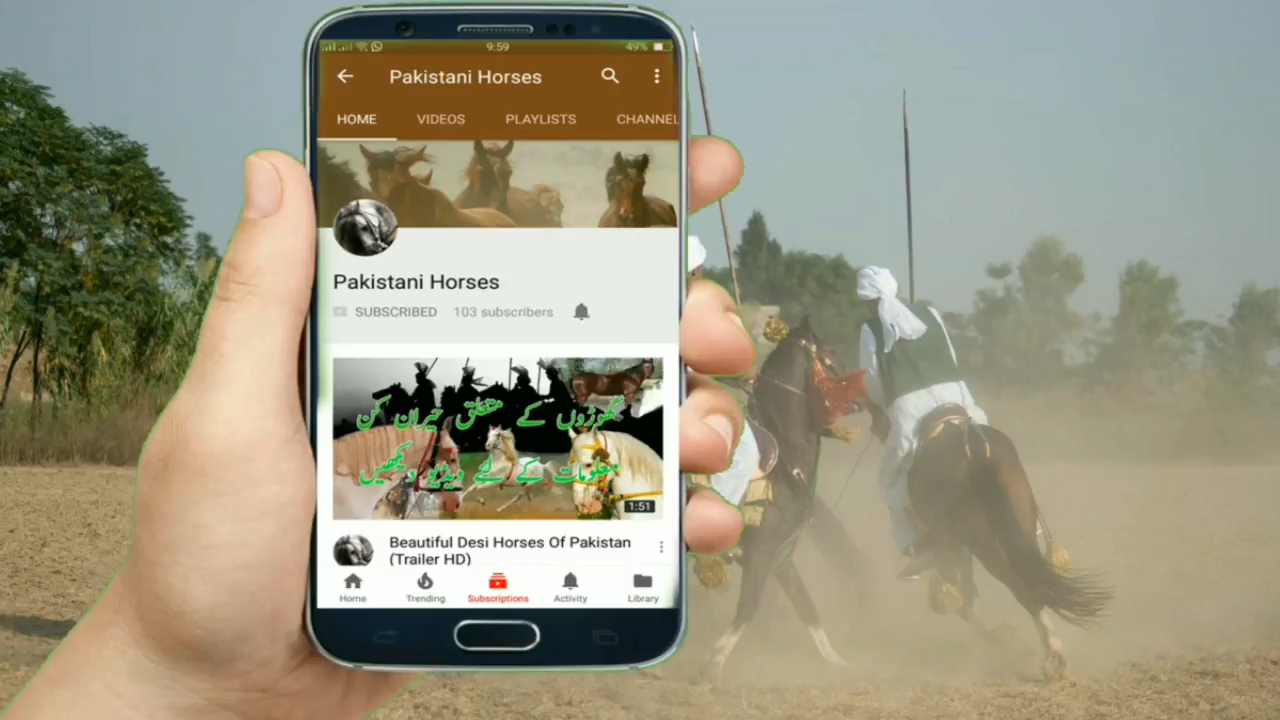 9:59
49%
Pakistani Horses
HOME VIDEOS PLAYLISTS CHANNEL
Pakistani Horses
SUBSCRIBED 103 subscribers
گھوڑوں کے متعلق حیران کن
معلومات کے لئے ویڈیو دیکھیں
1:51
Beautiful Desi Horses Of Pakistan
(Trailer HD)
Home Trending Subscriptions Activity Library